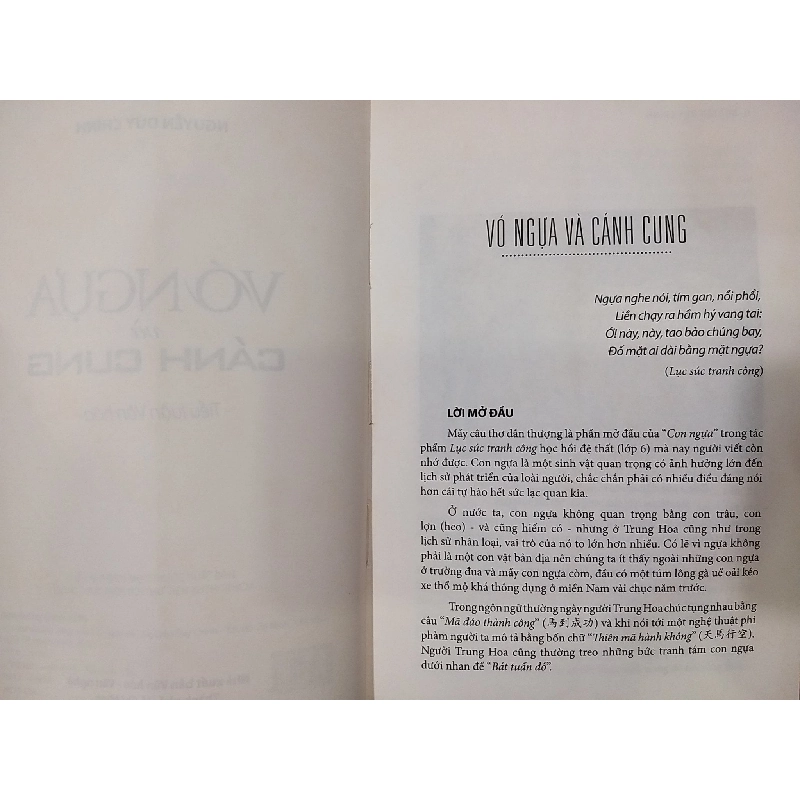 NGUYỄN DUY CHÍNH
VÓ NGỰA
VÀ
CÁNH CUNG
VÓ NGỰA VÀ CÁNH CUNG
Ngựa nghe nói, tím gan, nổi phổi,
Liền chạy ra hầm hý vang tai:
Ối này, này, tao bảo chúng bay,
Đố mặt ai dài bằng mặt ngựa?
(Lục súc tranh công)
LỜI MỞ ĐẦU
Mấy câu thơ dẫn thượng là phần mở đầu của "Con ngựa" trong tác
phẩm Lục súc tranh công học hồi đệ thất (lớp 6) mà nay người viết còn
nhớ được. Con ngựa là một sinh vật quan trọng có ảnh hưởng lớn đến
lịch sử phát triển của loài người, chắc chắn phải có nhiều điều đáng nói
hơn cái tự hào hết sức lạc quan kia.
Ở nước ta, con ngựa không quan trọng bằng con trâu, con
lợn (heo) - và cũng hiếm có - nhưng ở Trung Hoa cũng như trong
lịch sử nhân loại, vai trò của nó to lớn hơn nhiều. Có lẽ vì ngựa không
phải là một con vật bản địa nên chúng ta ít thấy ngoài những con ngựa
ở trường đua và mấy con ngựa còm, đầu có một túm lông gà uể oải kéo
xe thổ mộ khá thông dụng ở miền Nam vài chục năm trước.
Trong ngôn ngữ thường ngày người Trung Hoa chúc tụng nhau bằng
câu "Mã đáo thành công" (馬到成功) và khi nói tới một nghệ thuật phi
phàm người ta mô tả bằng bốn chữ "Thiên mã hành không" (天馬行空),
Người Trung Hoa cũng thường treo những bức tranh tám con ngựa
dưới nhan đề "Bát tuấn đồ".